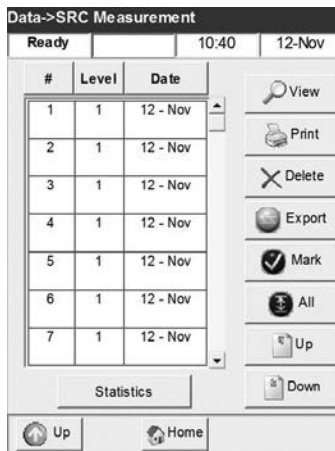 Data->SRC Measurement
Ready 10:40 12-Nov
# Level Date
1 1 12 - Nov
2 1 12 - Nov
3 1 12 - Nov
4 1 12 - Nov
5 1 12 - Nov
6 1 12 - Nov
7 1 12 - Nov
View
Print
Delete
Export
Mark
All
Up
Down
Statistics
Up Home